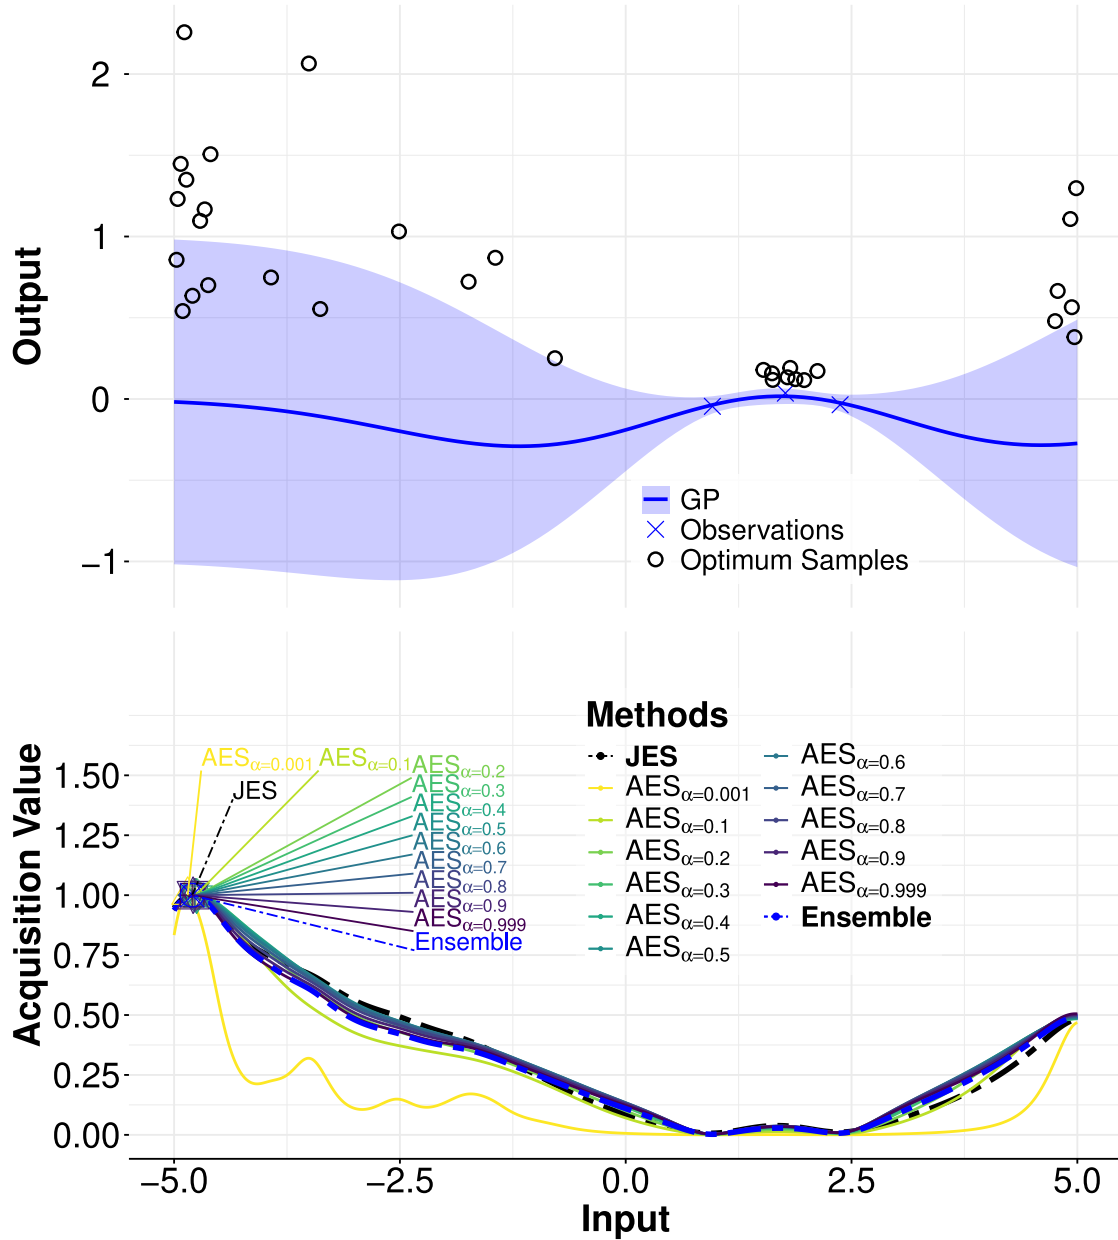 2
1
0
−1
Output
GP
Observations
Optimum Samples
Methods
JES
AESα=0.001
AESα=0.1
AESα=0.2
AESα=0.3
AESα=0.4
AESα=0.5
AESα=0.6
AESα=0.7
AESα=0.8
AESα=0.9
AESα=0.999
Ensemble
AESα=0.001
JES
AESα=0.1
AESα=0.2
AESα=0.3
AESα=0.4
AESα=0.5
AESα=0.6
AESα=0.7
AESα=0.8
AESα=0.9
AESα=0.999
Ensemble
Acquisition Value
1.50
1.25
1.00
0.75
0.50
0.25
0.00
−5.0
−2.5
0.0
2.5
5.0
Input